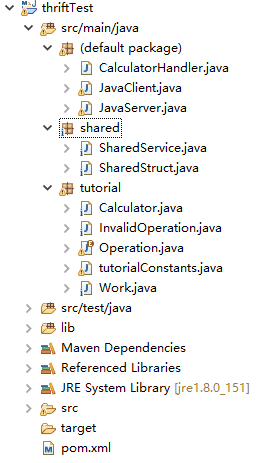 thriftTest
src/main/java
(default package)
CalculatorHandler.java
JavaClient.java
JavaServer.java
shared
SharedService.java
SharedStruct.java
tutorial
Calculator.java
InvalidOperation.java
Operation.java
tutorialConstants.java
Work.java
src/test/java
lib
Maven Dependencies
Referenced Libraries
JRE System Library [jre1.8.0_151]
src
target
pom.xml